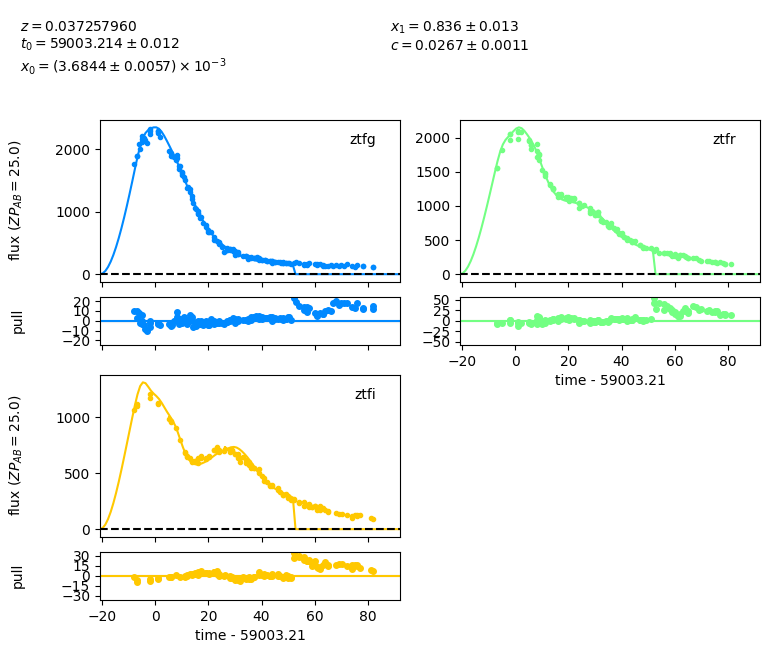 z = 0.037257960
t₀ = 59003.214 ± 0.012
x₀ = (3.6844 ± 0.0057) × 10⁻³
x₁ = 0.836 ± 0.013
c = 0.0267 ± 0.0011
flux (ZP_AB = 25.0)
2000
1000
0
ztfg
2000
1500
1000
500
0
ztfr
pull
20
10
0
−10
−20
50
25
0
−25
−50
−20 0 20 40 60 80
time - 59003.21
flux (ZP_AB = 25.0)
1000
500
0
ztfi
pull
30
15
0
−15
−30
−20 0 20 40 60 80
time - 59003.21